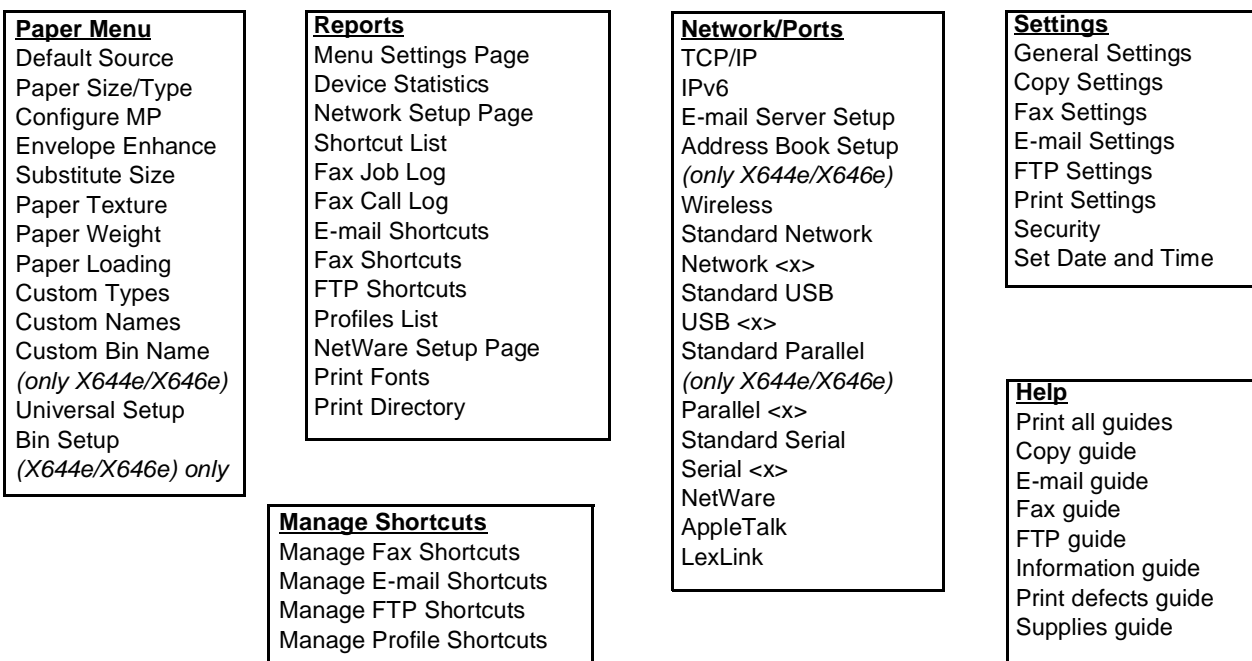 Paper Menu
Default Source
Paper Size/Type
Configure MP
Envelope Enhance
Substitute Size
Paper Texture
Paper Weight
Paper Loading
Custom Types
Custom Names
Custom Bin Name
(only X644e/X646e)
Universal Setup
Bin Setup
(X644e/X646e) only
Reports
Menu Settings Page
Device Statistics
Network Setup Page
Shortcut List
Fax Job Log
Fax Call Log
E-mail Shortcuts
Fax Shortcuts
FTP Shortcuts
Profiles List
NetWare Setup Page
Print Fonts
Print Directory
Manage Shortcuts
Manage Fax Shortcuts
Manage E-mail Shortcuts
Manage FTP Shortcuts
Manage Profile Shortcuts
Network/Ports
TCP/IP
IPv6
E-mail Server Setup
Address Book Setup
(only X644e/X646e)
Wireless
Standard Network
Network <x>
Standard USB
USB <x>
Standard Parallel
(only X644e/X646e)
Parallel <x>
Standard Serial
Serial <x>
NetWare
AppleTalk
LexLink
Settings
General Settings
Copy Settings
Fax Settings
E-mail Settings
FTP Settings
Print Settings
Security
Set Date and Time
Help
Print all guides
Copy guide
E-mail guide
Fax guide
FTP guide
Information guide
Print defects guide
Supplies guide